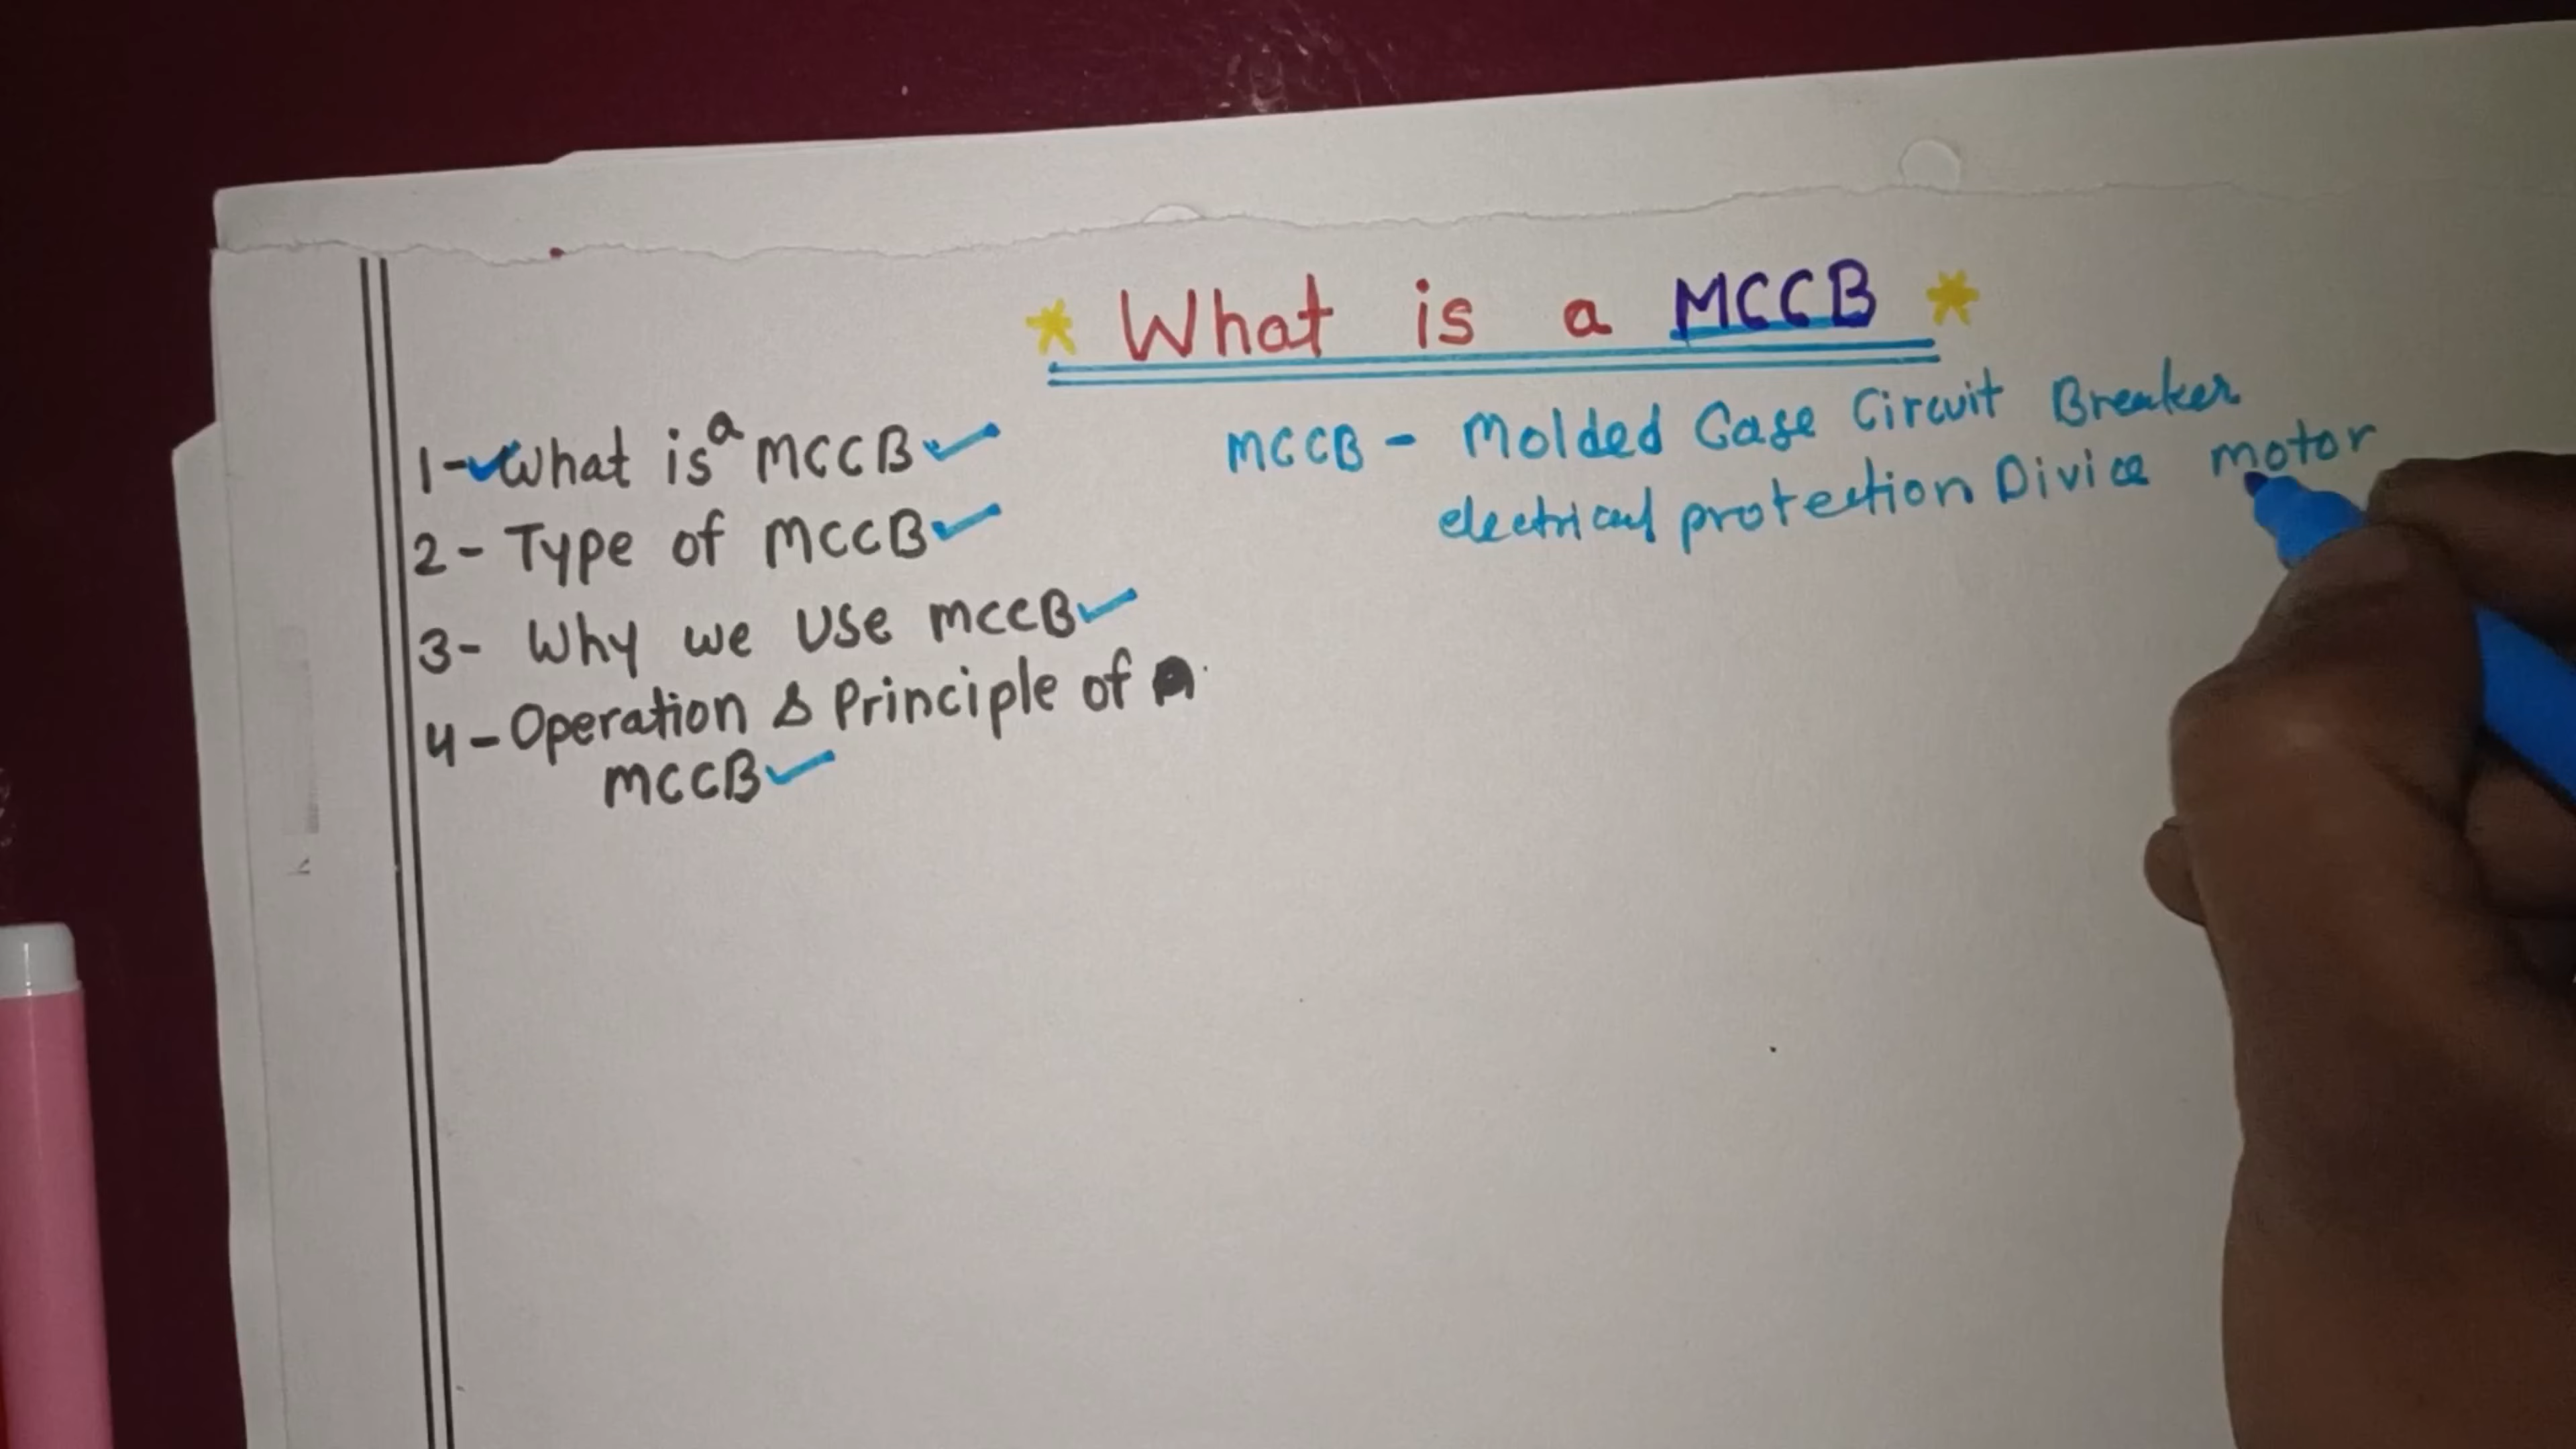 * What is a MCCB *
1- What is a MCCB
2- Type of MCCB
3- Why we Use MCCB
4- Operation & Principle of
MCCB
MCCB - Molded Case Circuit Breaker
electrical protection Divice motor